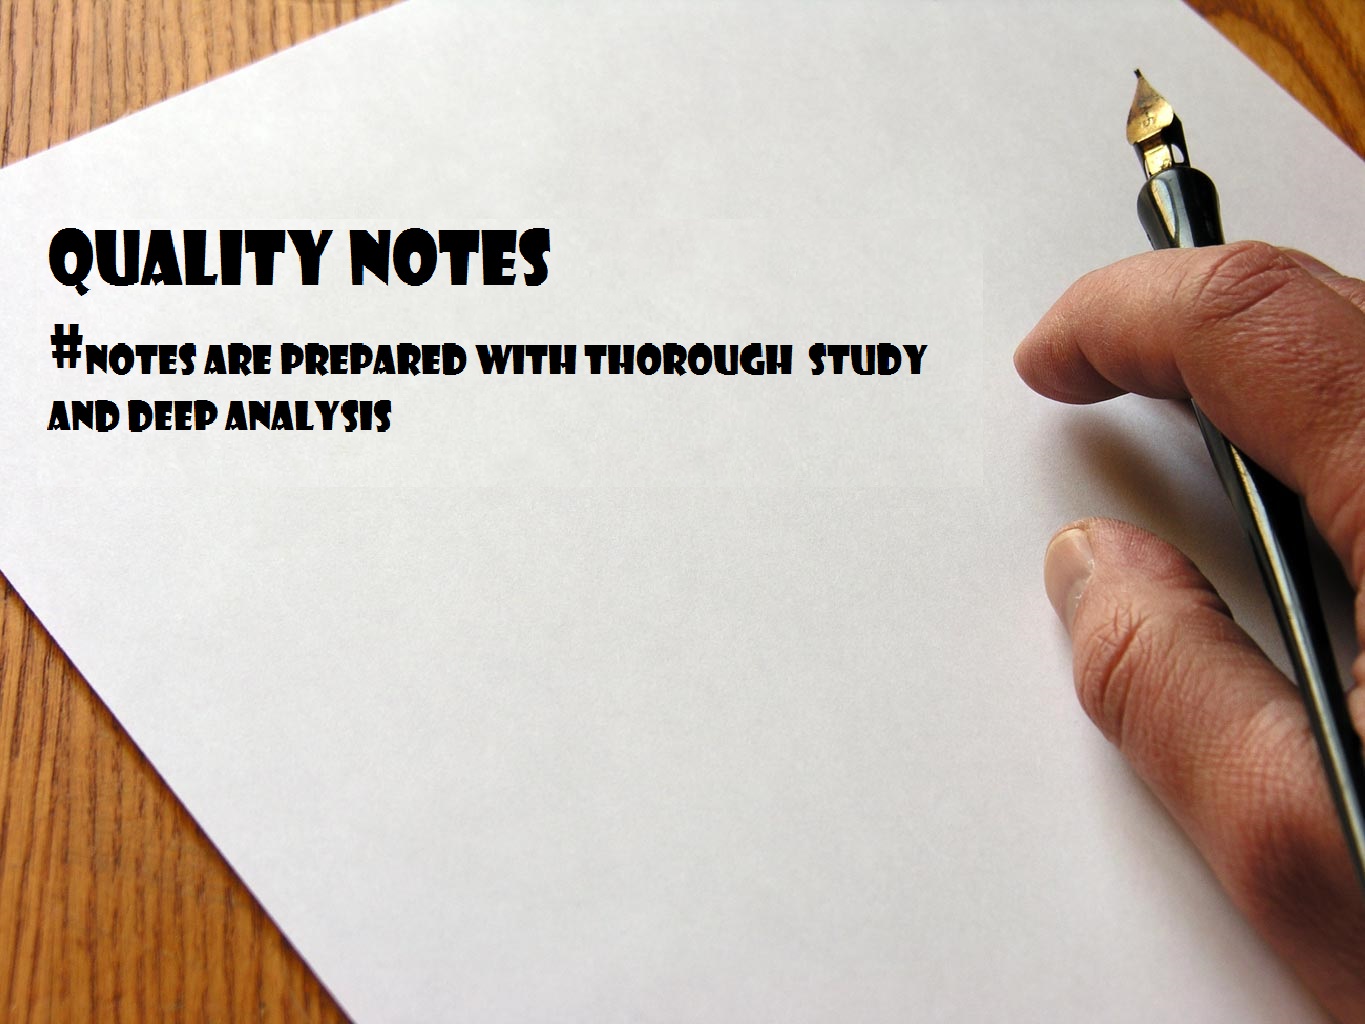 QUALITY NOTES
#NOTES ARE PREPARED WITH THOROUGH STUDY
AND DEEP ANALYSIS